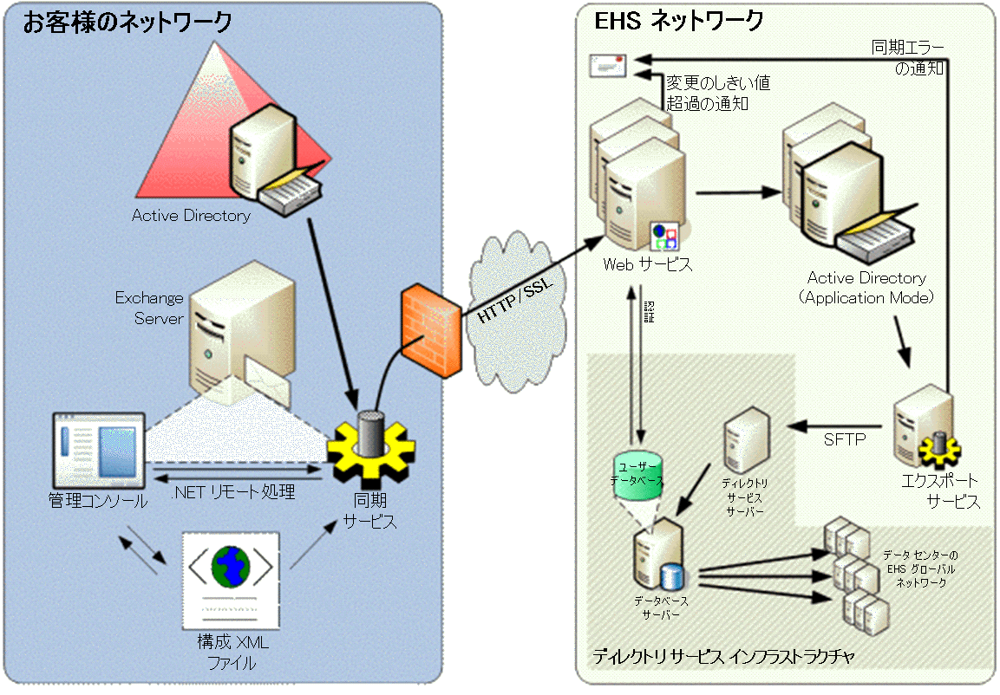 お客様のネットワーク
Active Directory
Exchange
Server
管理コンソール
.NET リモート処理
同期
サービス
構成 XML
ファイル
HTTP/SSL
EHS ネットワーク
同期エラー
の通知
変更のしきい値
超過の通知
Web サービス
Active Directory
(Application Mode)
認証
SFTP
エクスポート
サービス
ユーザー
データベース
ディレクトリ
サービス
サーバー
データベース
サーバー
データ センターの
EHS グローバル
ネットワーク
ディレクトリ サービス インフラストラクチャ